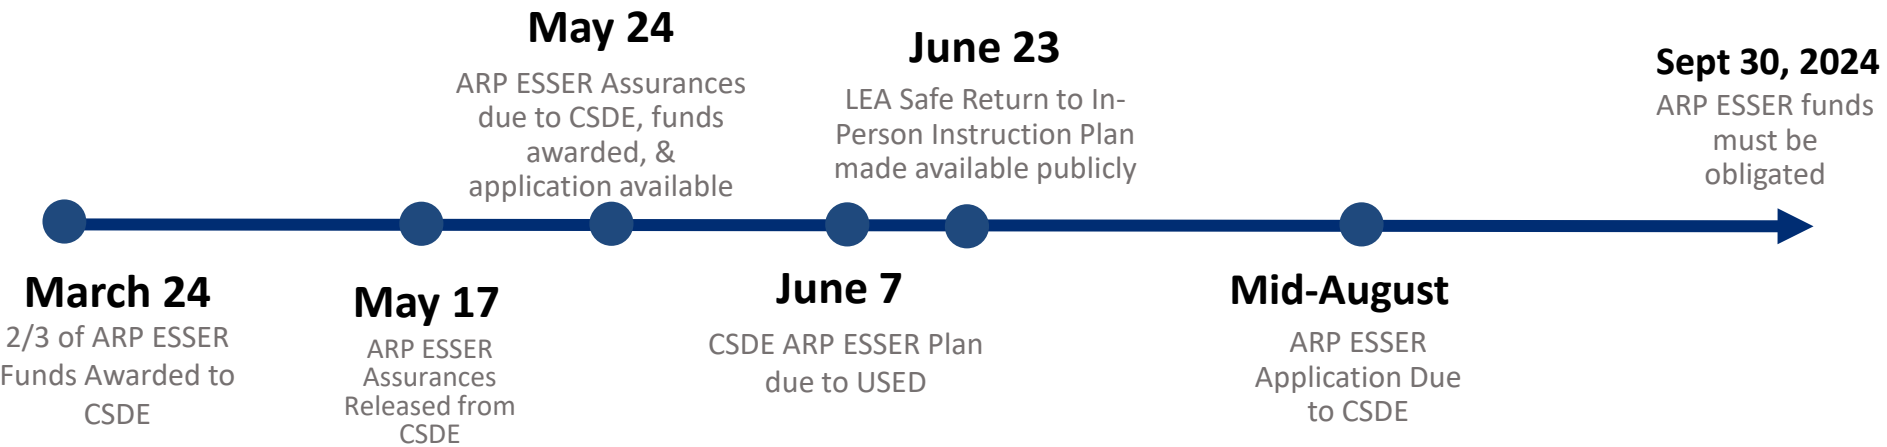 May 24
ARP ESSER Assurances
due to CSDE, funds
awarded, &
application available
June 23
LEA Safe Return to In-
Person Instruction Plan
made available publicly
Sept 30, 2024
ARP ESSER funds
must be
obligated
March 24
2/3 of ARP ESSER
Funds Awarded to
CSDE
May 17
ARP ESSER
Assurances
Released from
CSDE
June 7
CSDE ARP ESSER Plan
due to USED
Mid-August
ARP ESSER
Application Due
to CSDE